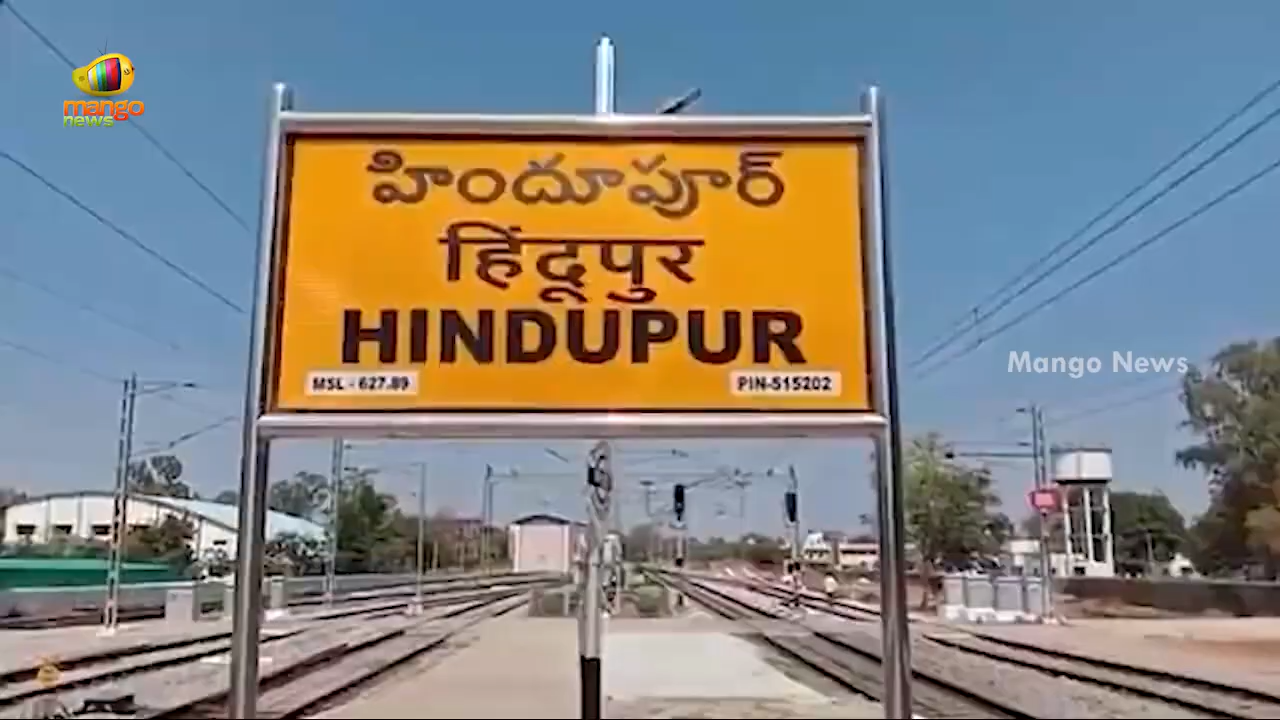 mango
news
హిందూపూర్
हिंदूपुर
HINDUPUR
MSL - 627.89
PIN-515202
Mango News